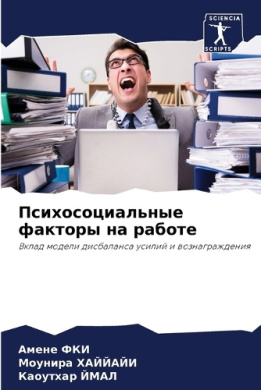 SCIENCIA
SCRIPTS
Психосоциальные
факторы на работе
Вклад модели дисбаланса усилий и вознаграждения
Амене ФКИ
Моунира ХАЙЙАЙИ
Каоутхар ЙМАЛ